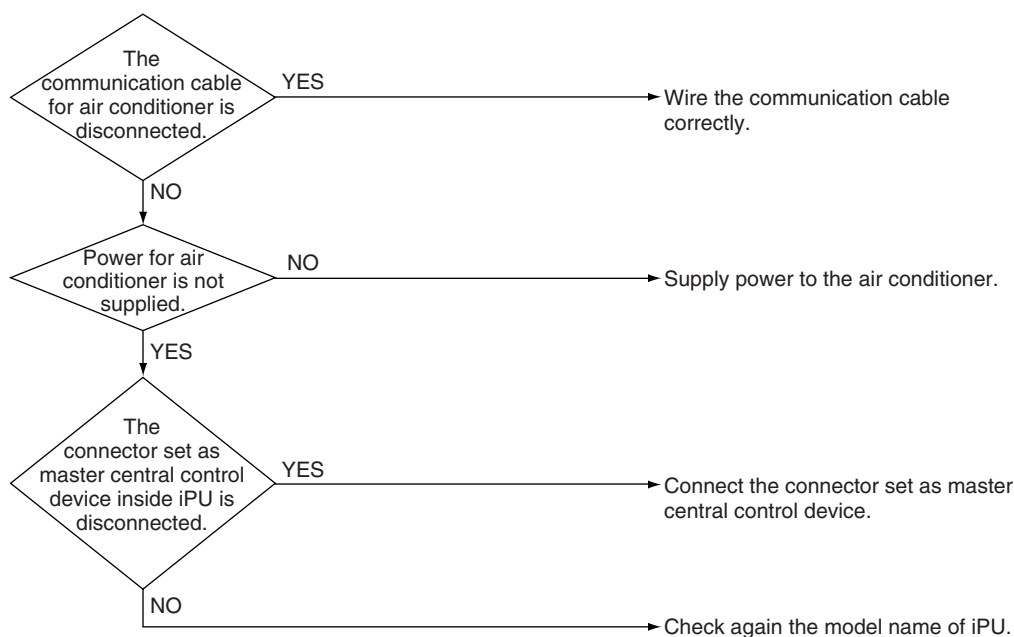 The
communication cable
for air conditioner is
disconnected.
YES
Wire the communication cable
correctly.
NO
Power for air
conditioner is not
supplied.
NO
Supply power to the air conditioner.
YES
The
connector set as
master central control
device inside iPU is
disconnected.
YES
Connect the connector set as master
central control device.
NO
Check again the model name of iPU.